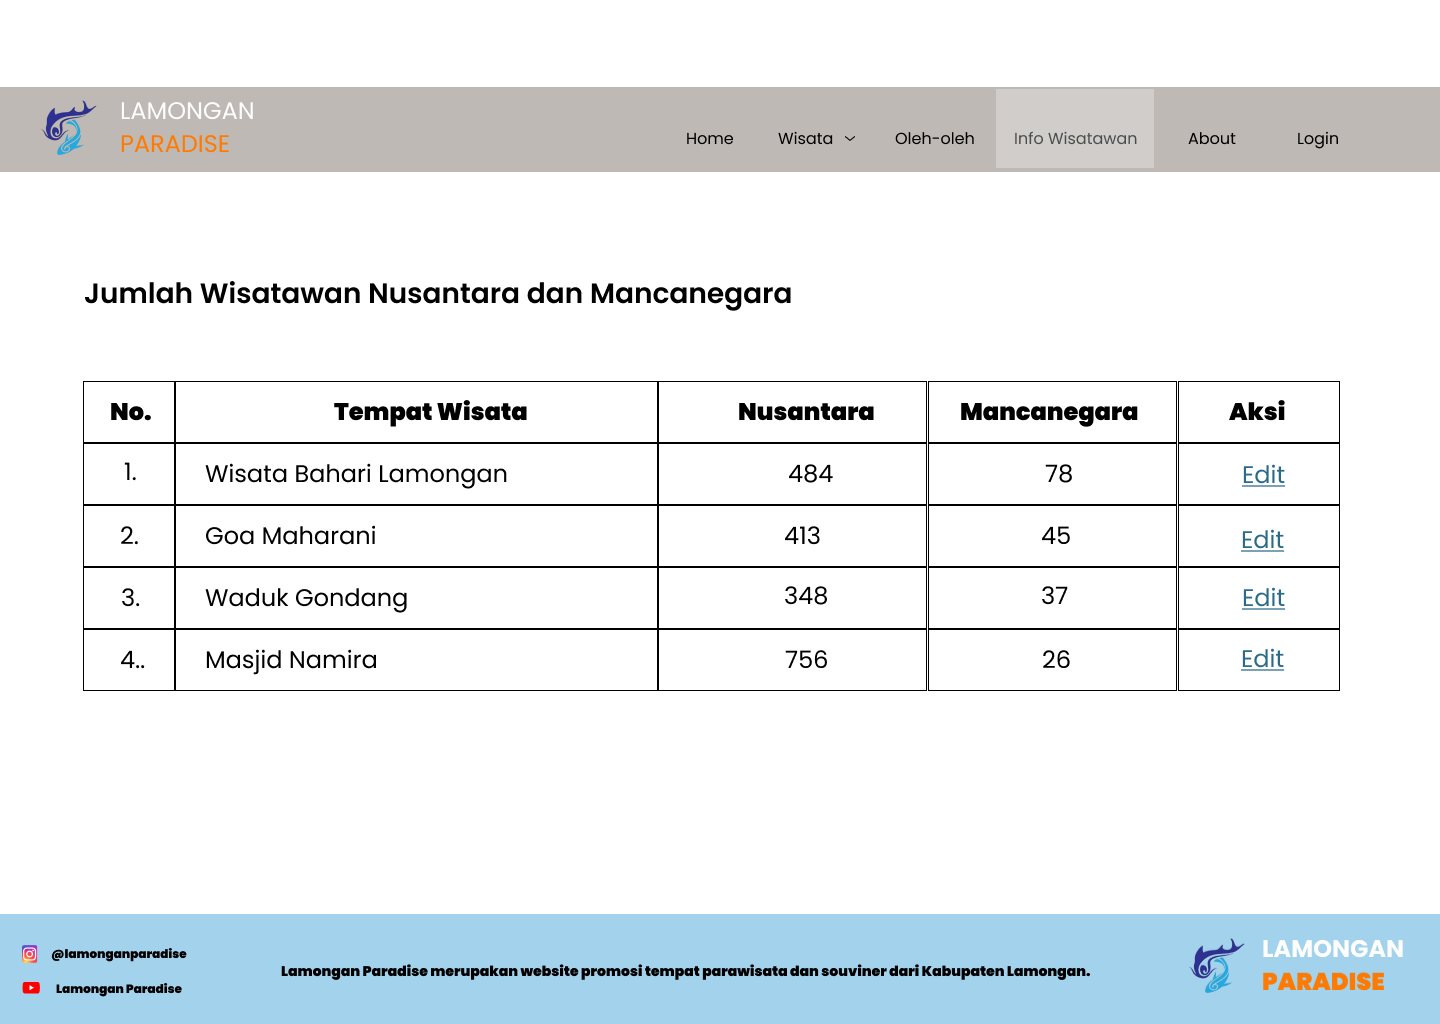 LAMONGAN
PARADISE
Home Wisata Oleh-oleh Info Wisatawan About Login
Jumlah Wisatawan Nusantara dan Mancanegara
No. Tempat Wisata Nusantara Mancanegara Aksi
1. Wisata Bahari Lamongan 484 78 Edit
2. Goa Maharani 413 45 Edit
3. Waduk Gondang 348 37 Edit
4.. Masjid Namira 756 26 Edit
@lamonganparadise
Lamongan Paradise
Lamongan Paradise merupakan website promosi tempat parawisata dan souviner dari Kabupaten Lamongan.
LAMONGAN
PARADISE